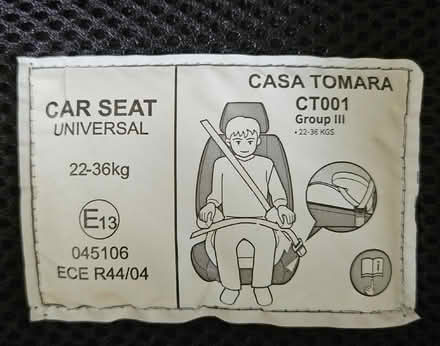 CAR SEAT
UNIVERSAL
22-36kg
E13
045106
ECE R44/04
CASA TOMARA
CT001
Group III
• 22-36 KGS